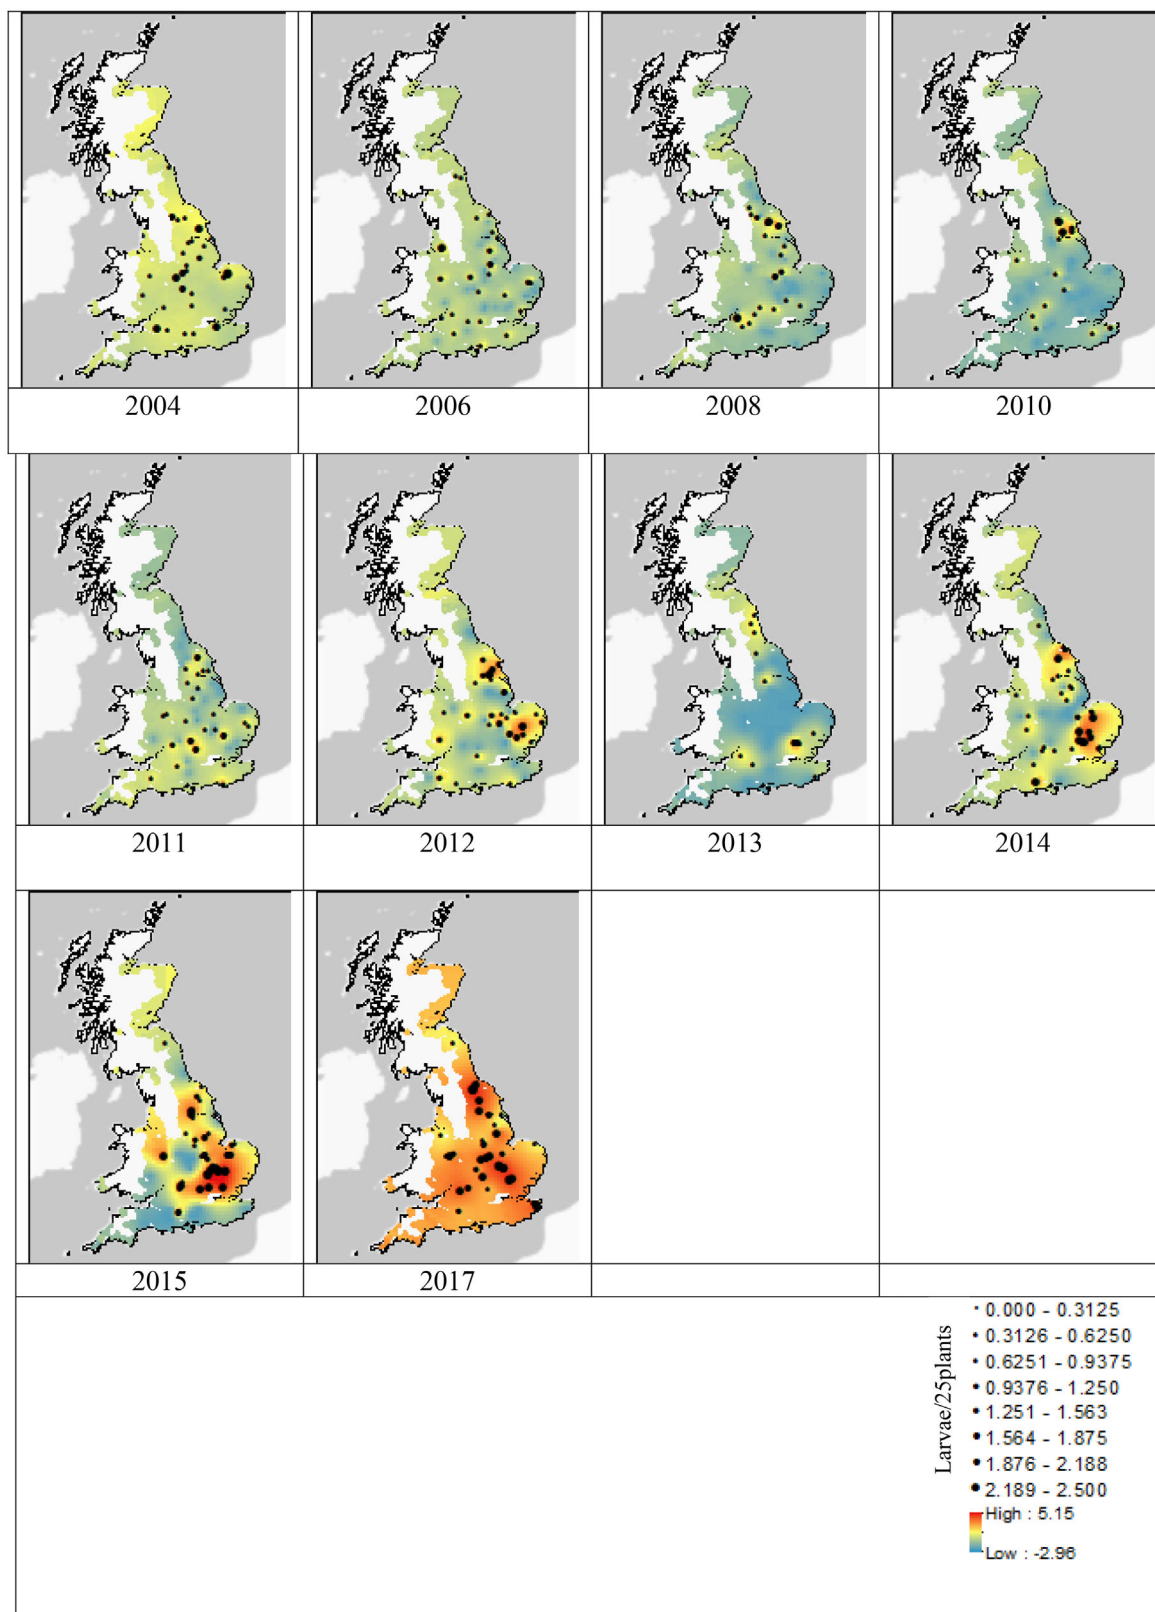 2004 2006 2008 2010
2011 2012 2013 2014
2015 2017
Larvae/25plants
0.000 - 0.3125
0.3126 - 0.6250
0.6251 - 0.9375
0.9376 - 1.250
1.251 - 1.563
1.564 - 1.875
1.876 - 2.188
2.189 - 2.500
High : 5.15
Low : -2.96